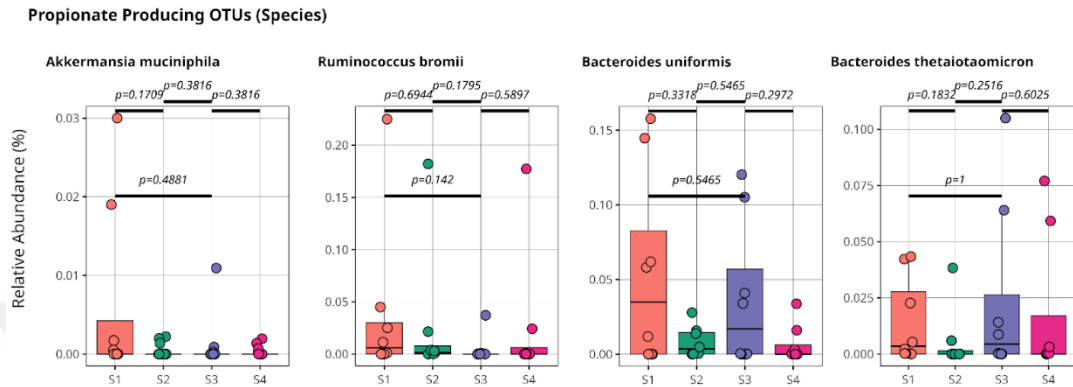 Propionate Producing OTUs (Species)
Akkermansia muciniphila
Ruminococcus bromii
Bacteroides uniformis
Bacteroides thetaiotaomicron
p=0.3816
p=0.1709
p=0.3816
p=0.4881
p=0.1795
p=0.6944
p=0.5897
p=0.142
p=0.5465
p=0.3318
p=0.2972
p=0.5465
p=0.2516
p=0.1832
p=0.6025
p=1
Relative Abundance (%)
0.03
0.02
0.01
0.00
0.20
0.15
0.10
0.05
0.00
0.15
0.10
0.05
0.00
0.100
0.075
0.050
0.025
0.000
S1 S2 S3 S4
S1 S2 S3 S4
S1 S2 S3 S4
S1 S2 S3 S4